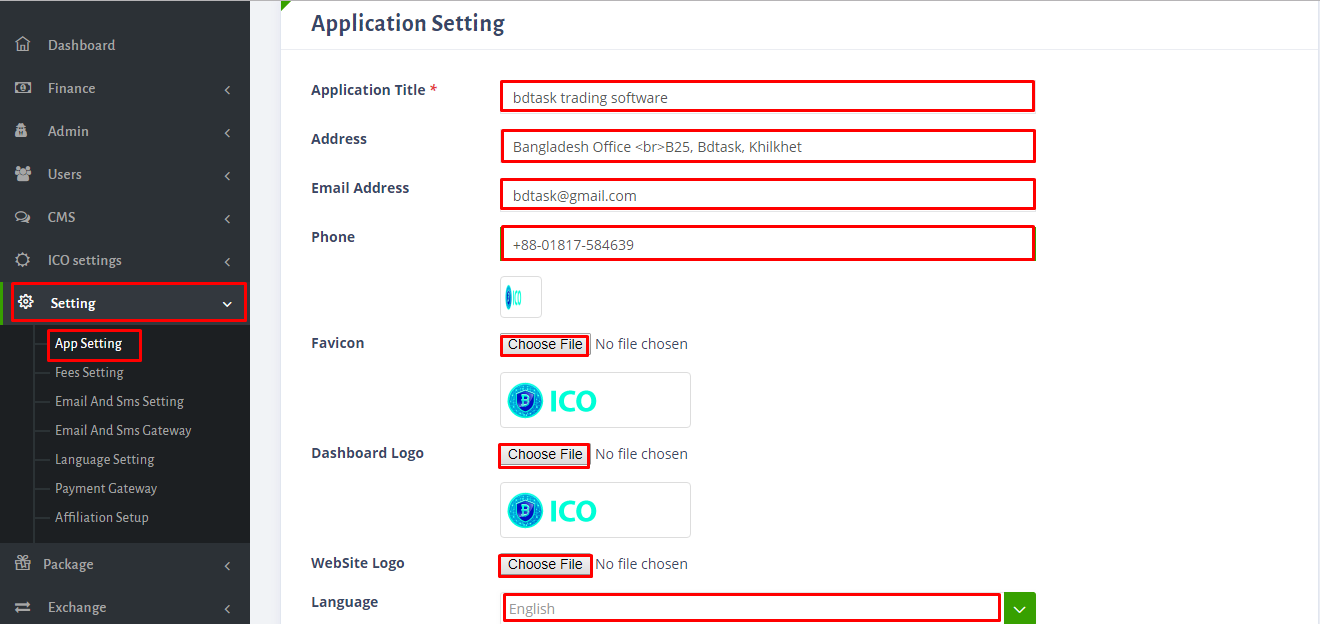 Dashboard
Finance
Admin
Users
CMS
ICO settings
Setting
App Setting
Fees Setting
Email And Sms Setting
Email And Sms Gateway
Language Setting
Payment Gateway
Affiliation Setup
Package
Exchange
Application Setting
Application Title * bdtask trading software
Address Bangladesh Office <br>B25, Bdtask, Khilkhet
Email Address bdtask@gmail.com
Phone +88-01817-584639
ICO
Favicon Choose File No file chosen
B ICO
Dashboard Logo Choose File No file chosen
B ICO
WebSite Logo Choose File No file chosen
Language English